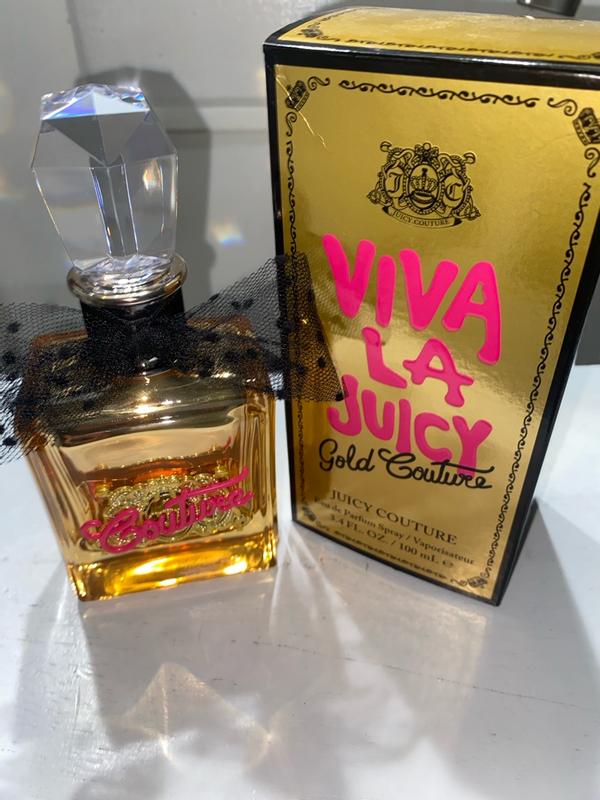 J C
JUICY COUTURE
VIVA
LA
JUICY
Gold Couture
JUICY COUTURE
de Parfum Spray / Vaporisateur
3.4 FL. OZ. / 100 mL e
Couture